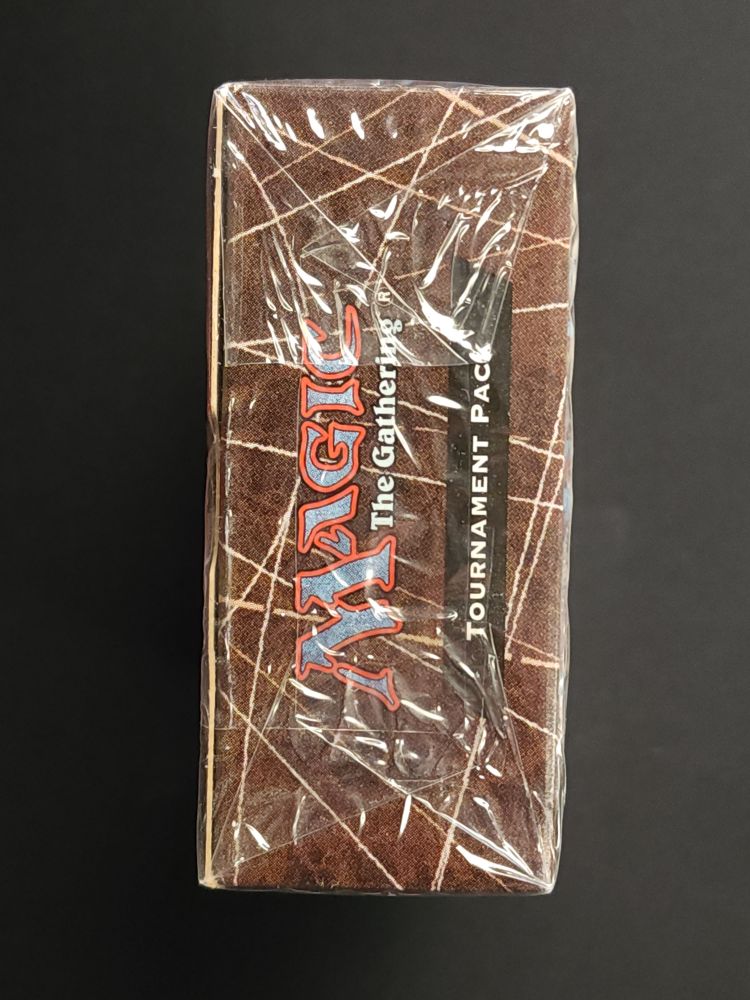 MAGIC
The Gathering®
TOURNAMENT PACK